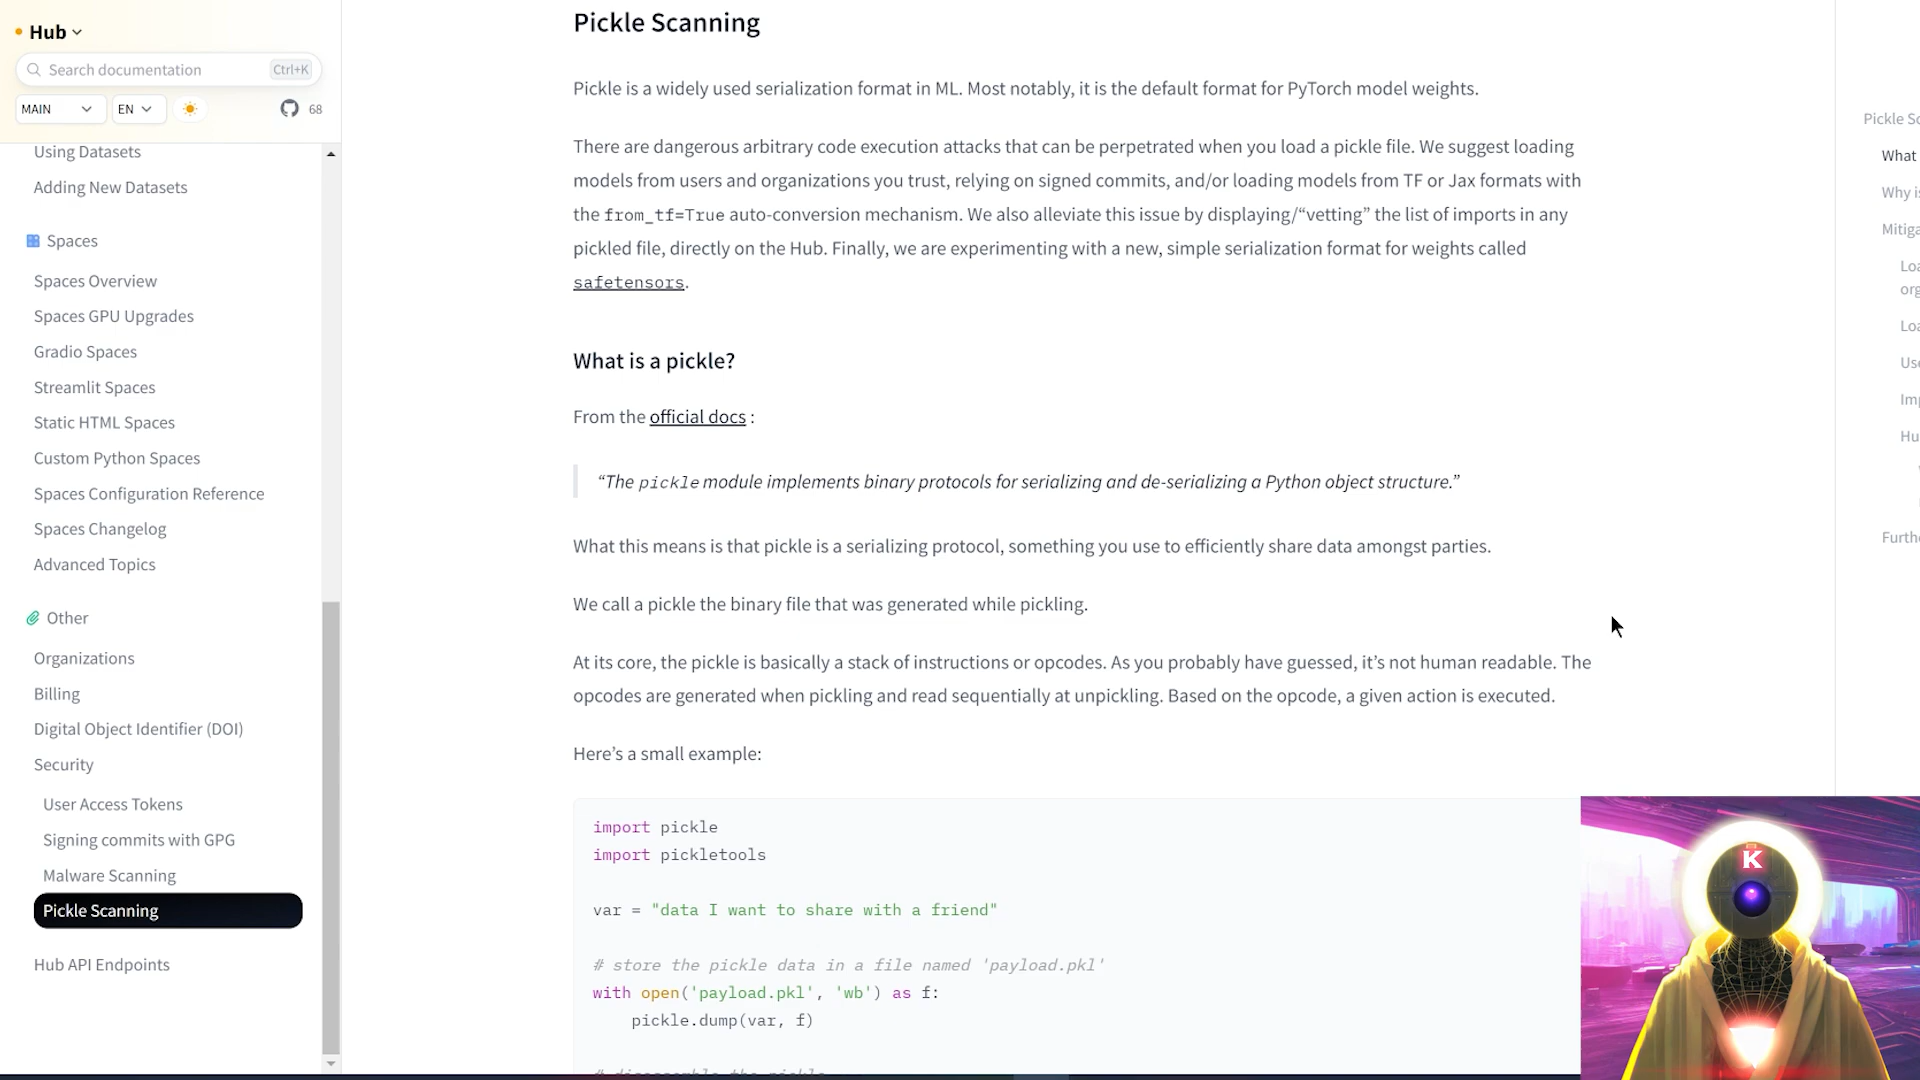 Hub
Search documentation
Ctrl+K
MAIN
EN
68
Using Datasets
Adding New Datasets
Spaces
Spaces Overview
Spaces GPU Upgrades
Gradio Spaces
Streamlit Spaces
Static HTML Spaces
Custom Python Spaces
Spaces Configuration Reference
Spaces Changelog
Advanced Topics
Other
Organizations
Billing
Digital Object Identifier (DOI)
Security
User Access Tokens
Signing commits with GPG
Malware Scanning
Pickle Scanning
Hub API Endpoints
Pickle Scanning
Pickle is a widely used serialization format in ML. Most notably, it is the default format for PyTorch model weights.
There are dangerous arbitrary code execution attacks that can be perpetrated when you load a pickle file. We suggest loading
models from users and organizations you trust, relying on signed commits, and/or loading models from TF or Jax formats with
the from_tf=True auto-conversion mechanism. We also alleviate this issue by displaying/“vetting” the list of imports in any
pickled file, directly on the Hub. Finally, we are experimenting with a new, simple serialization format for weights called
safetensors.
What is a pickle?
From the official docs :
“The pickle module implements binary protocols for serializing and de-serializing a Python object structure.”
What this means is that pickle is a serializing protocol, something you use to efficiently share data amongst parties.
We call a pickle the binary file that was generated while pickling.
At its core, the pickle is basically a stack of instructions or opcodes. As you probably have guessed, it’s not human readable. The
opcodes are generated when pickling and read sequentially at unpickling. Based on the opcode, a given action is executed.
Here’s a small example:
import pickle
import pickletools
var = "data I want to share with a friend"
# store the pickle data in a file named 'payload.pkl'
with open('payload.pkl', 'wb') as f:
pickle.dump(var, f)
# disassemble the pickle
Pickle Sc
What
Why is
Mitiga
Loa
org
Loa
Use
Imp
Hu
Furthe
K